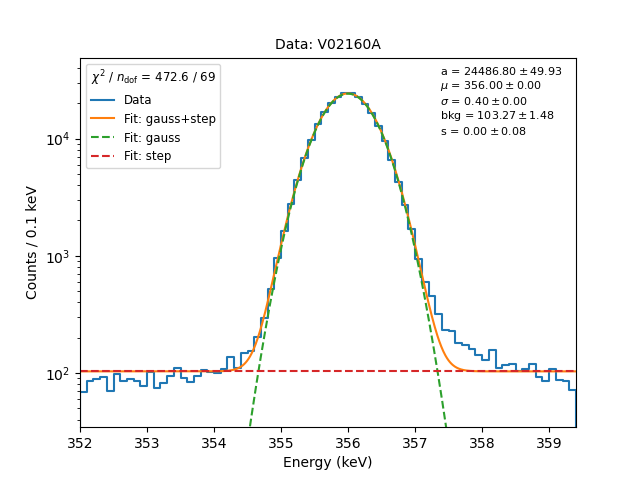 Data: V02160A
χ² / n_dof = 472.6 / 69
Data
Fit: gauss+step
Fit: gauss
Fit: step
a = 24486.80 ± 49.93
μ = 356.00 ± 0.00
σ = 0.40 ± 0.00
bkg = 103.27 ± 1.48
s = 0.00 ± 0.08
10⁴
10³
10²
Counts / 0.1 keV
352 353 354 355 356 357 358 359
Energy (keV)